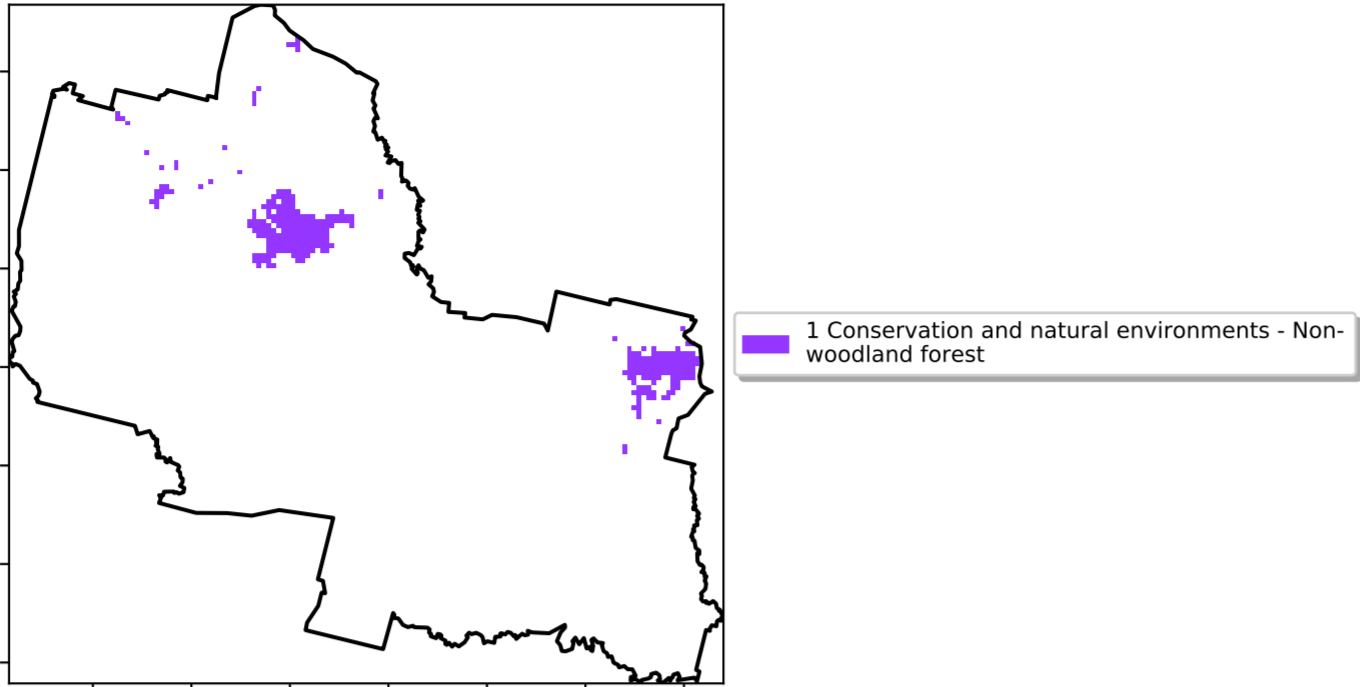 1 Conservation and natural environments - Non-
woodland forest